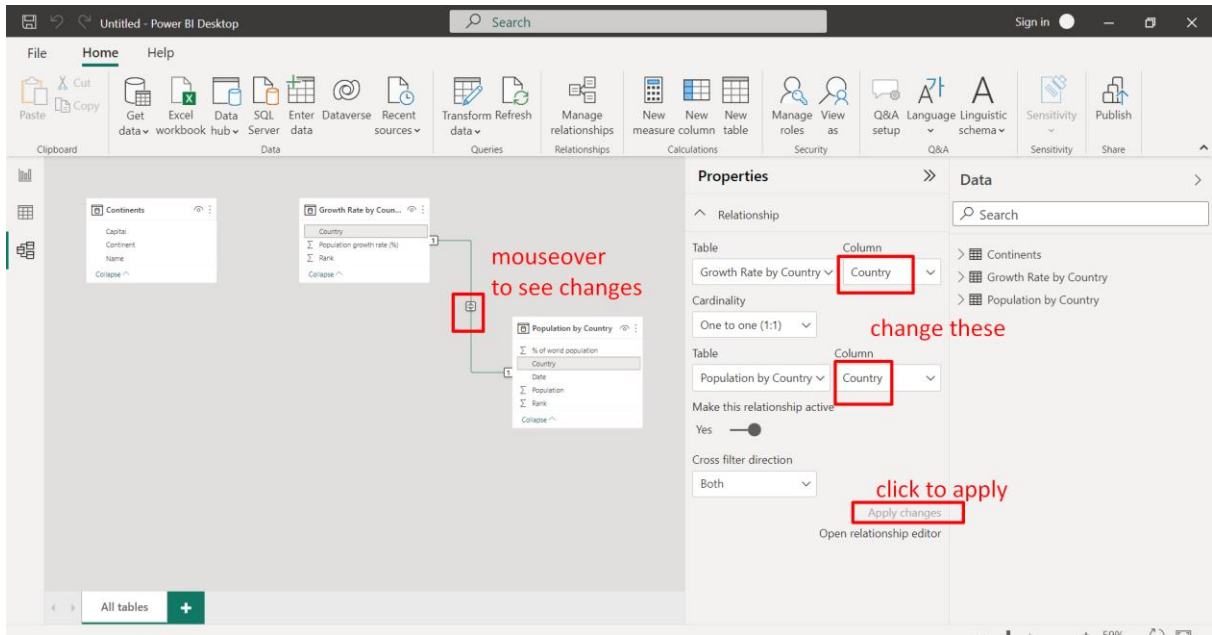 Untitled - Power BI Desktop
Search
Sign in
File Home Help
Paste
Cut
Copy
Get data
Excel workbook
Data hub
SQL Server
Enter data
Dataverse
Recent sources
Transform data
Refresh
Manage relationships
New measure
New column
New table
Manage roles
View as
Q&A setup
Language
Linguistic schema
Sensitivity
Publish
Clipboard
Data
Queries
Relationships
Calculations
Security
Q&A
Sensitivity
Share
Continents
Capital
Continent
Name
Collapse
Growth Rate by Coun...
Country
Population growth rate (%)
Rank
Collapse
1
mouseover
to see changes
Population by Country
% of world population
Country
Date
Population
Rank
Collapse
1
Properties
Relationship
Table Column
Growth Rate by Country Country
Cardinality
One to one (1:1)
change these
Table Column
Population by Country Country
Make this relationship active
Yes
Cross filter direction
Both
click to apply
Apply changes
Open relationship editor
Data
Search
Continents
Growth Rate by Country
Population by Country
All tables